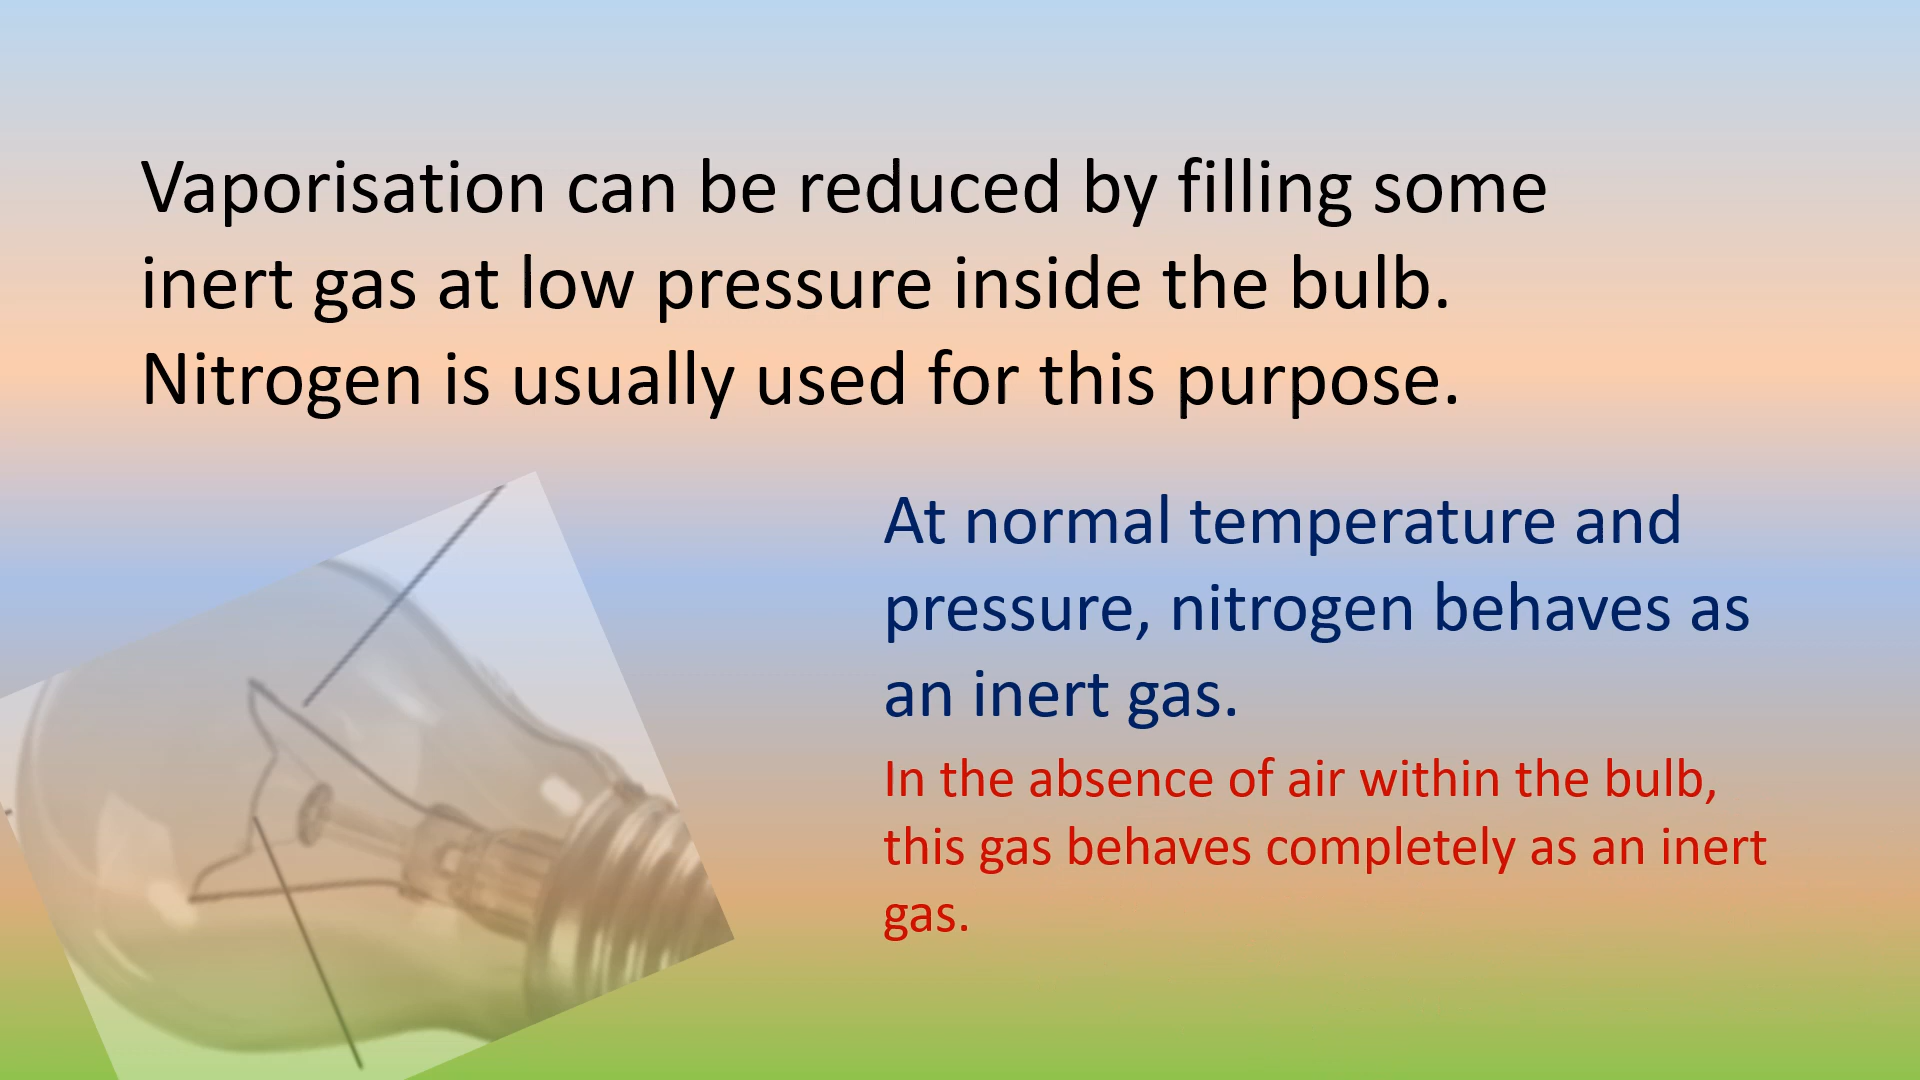 Vaporisation can be reduced by filling some
inert gas at low pressure inside the bulb.
Nitrogen is usually used for this purpose.
At normal temperature and
pressure, nitrogen behaves as
an inert gas.
In the absence of air within the bulb,
this gas behaves completely as an inert
gas.